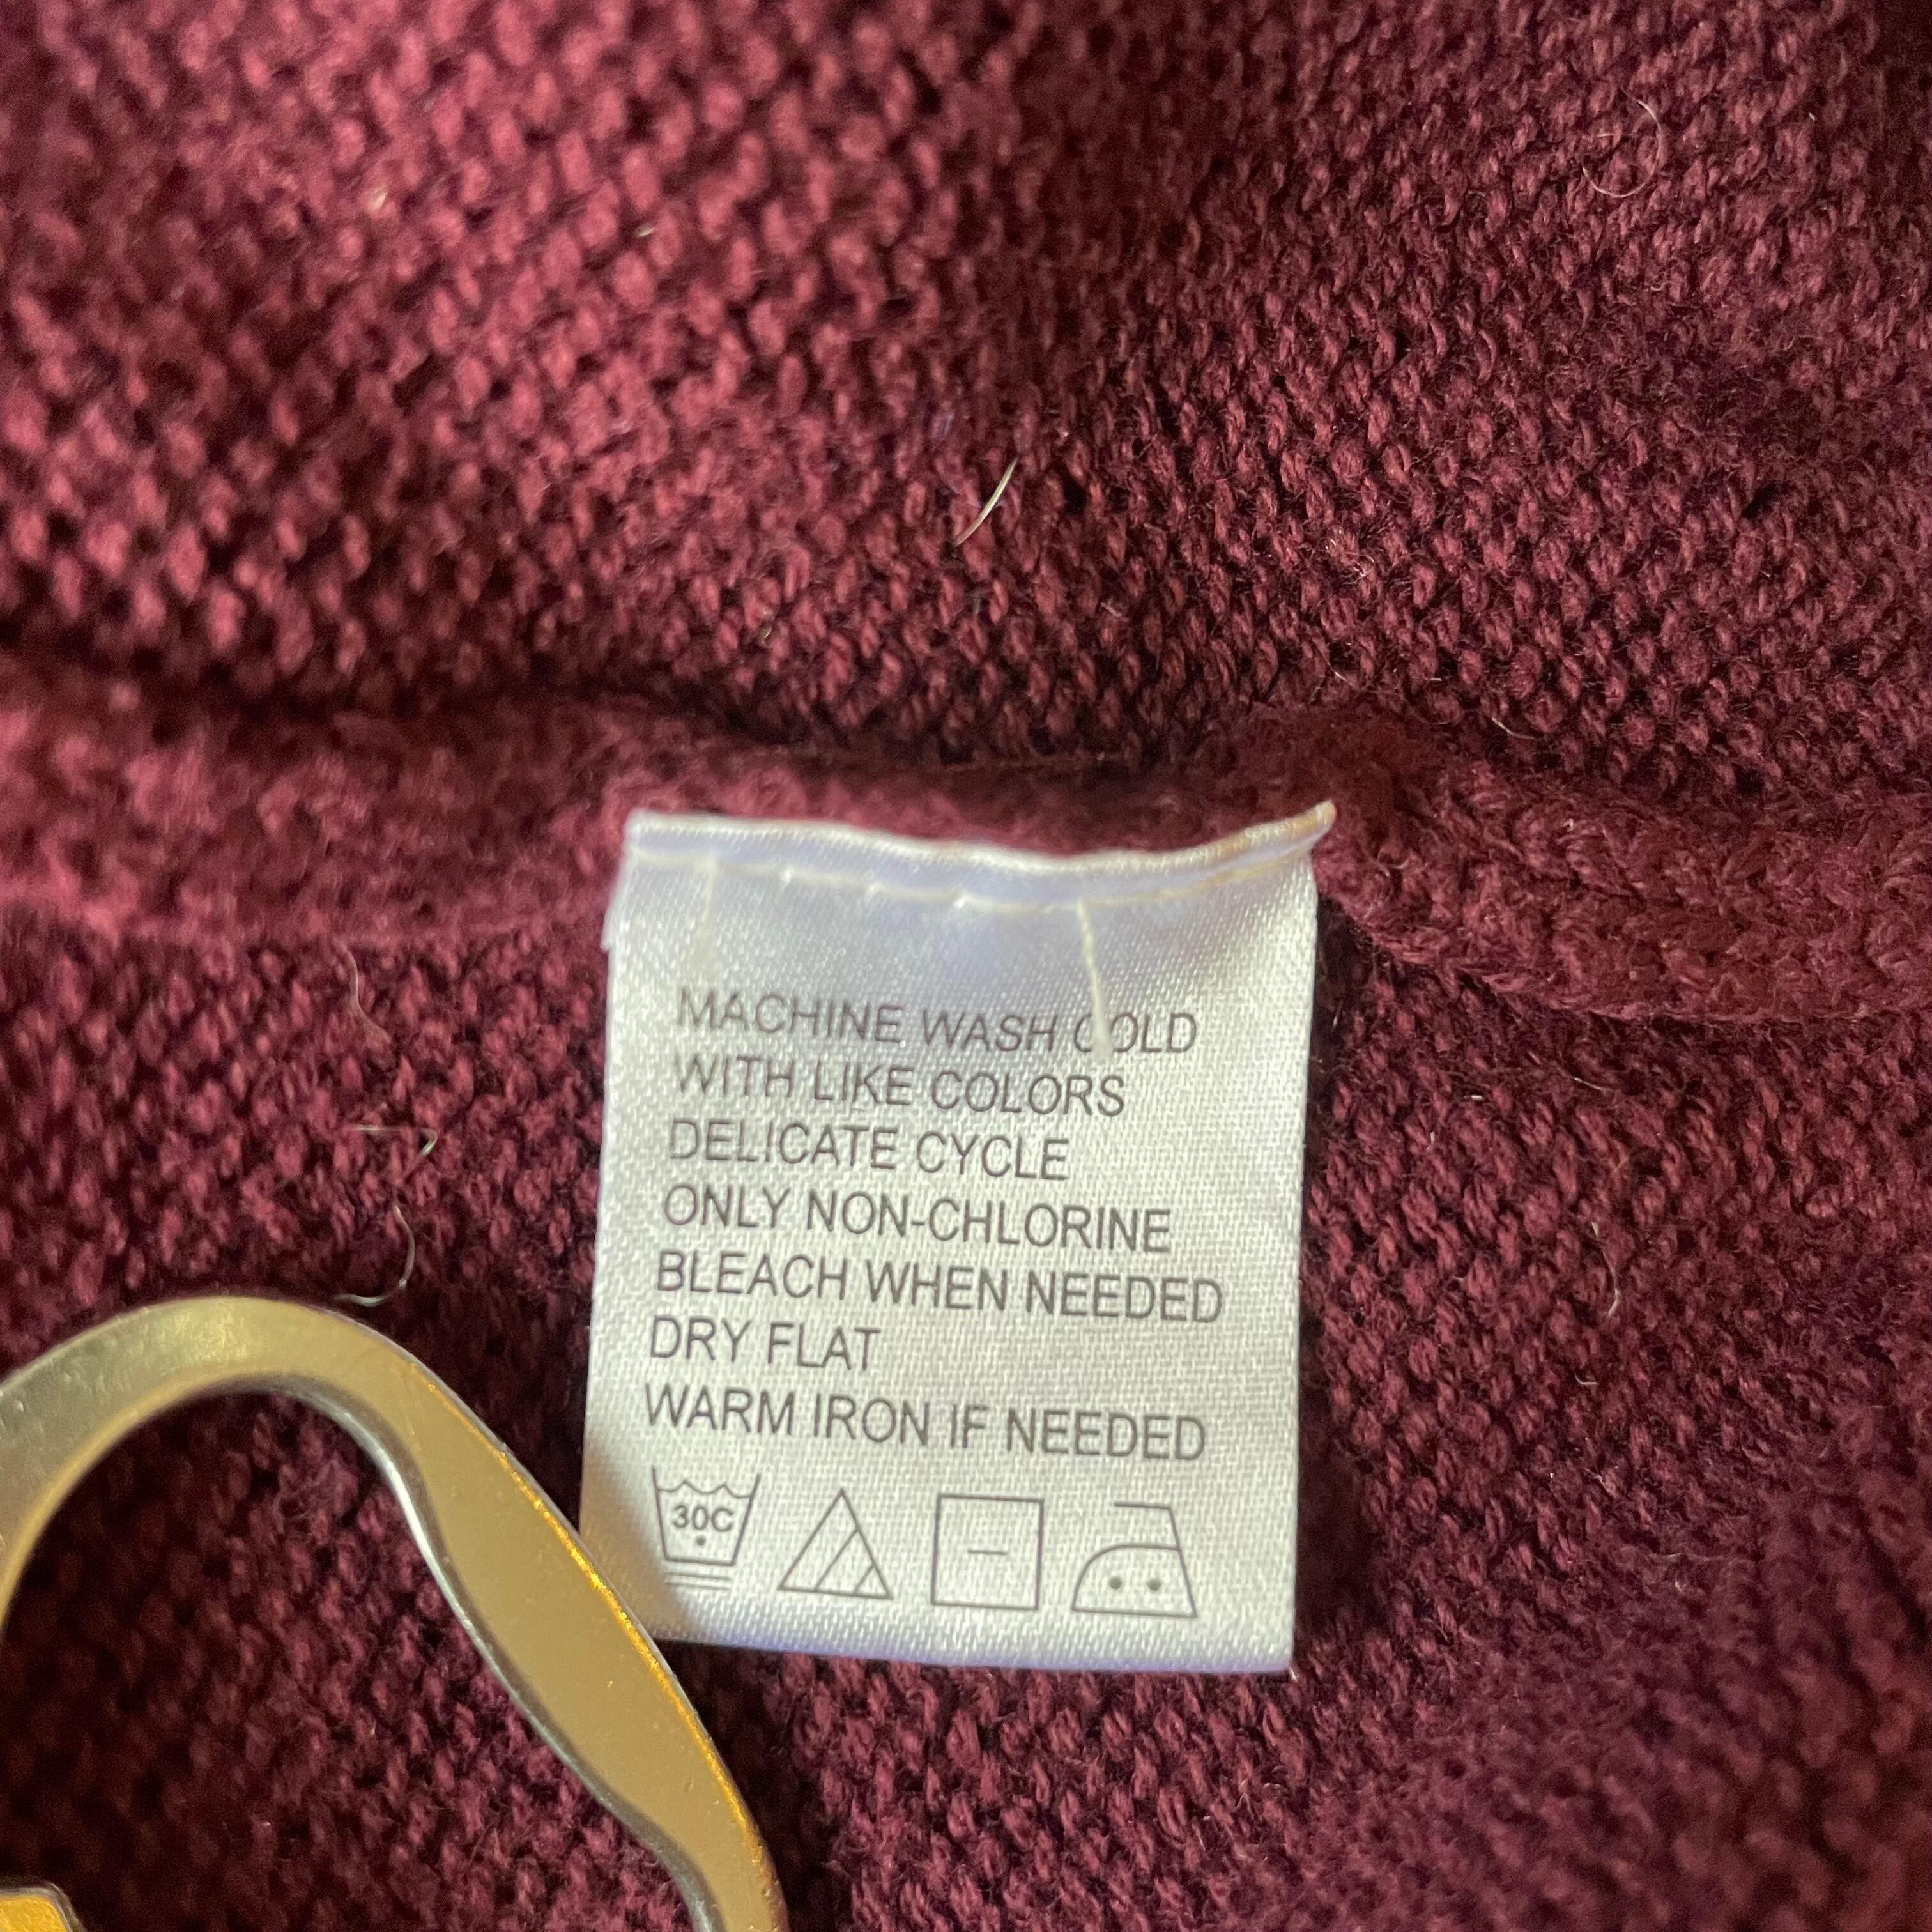 MACHINE WASH COLD
WITH LIKE COLORS
DELICATE CYCLE
ONLY NON-CHLORINE
BLEACH WHEN NEEDED
DRY FLAT
WARM IRON IF NEEDED
30C